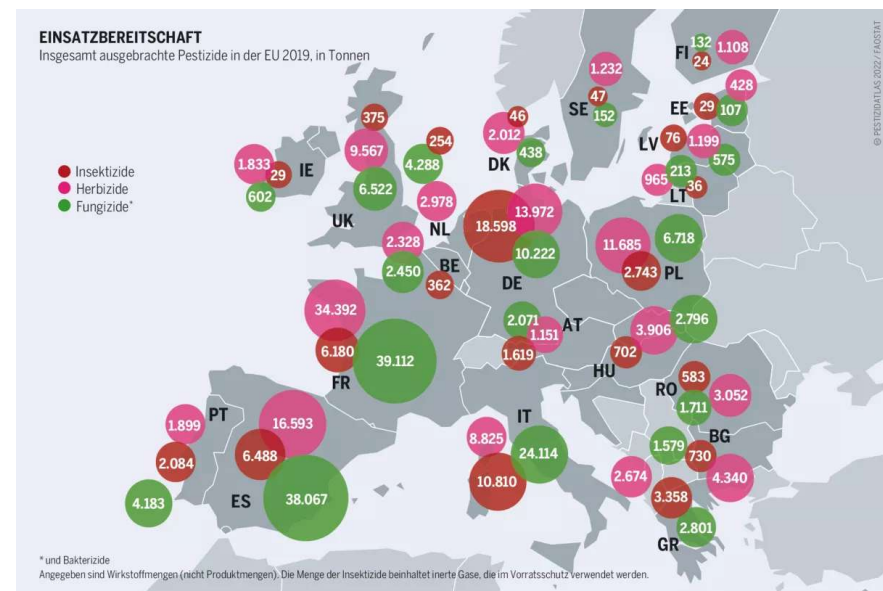 EINSATZBEREITSCHAFT
Insgesamt ausgebrachte Pestizide in der EU 2019, in Tonnen
© PESTIZIDATLAS 2022 / FAOSTAT
Insektizide
Herbizide
Fungizide*
132
FI
1.108
24
1.232
47
SE
152
428
EE
29
107
LV
76
1.199
575
965
213
36
LT
46
2.012
DK
438
375
9.567
6.522
UK
1.833
29
IE
602
254
4.288
2.978
NL
2.328
2.450
BE
362
18.598
13.972
10.222
DE
11.685
6.718
2.743
PL
34.392
6.180
39.112
FR
2.071
AT
1.151
1.619
3.906
2.796
702
HU
583
RO
3.052
1.711
PT
1.899
2.084
4.183
16.593
6.488
ES
38.067
IT
8.825
24.114
10.810
1.579
BG
730
4.340
2.674
3.358
2.801
GR
* und Bakterizide
Angegeben sind Wirkstoffmengen (nicht Produktmengen). Die Menge der Insektizide beinhaltet inerte Gase, die im Vorratsschutz verwendet werden.